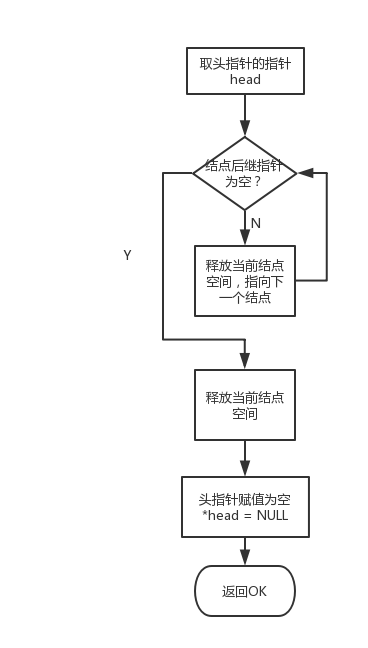 取头指针的指针
head
结点后继指针
为空？
N
Y
释放当前结点
空间，指向下
一个结点
释放当前结点
空间
头指针赋值为空
*head = NULL
返回OK